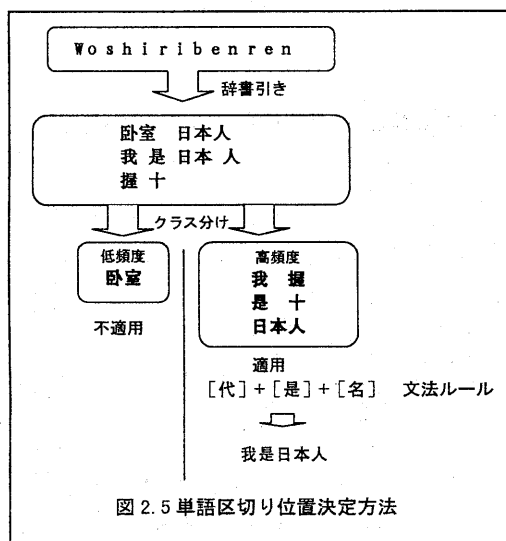 Woshiribenren
辞書引き
卧室 日本人
我 是 日本 人
握 十
クラス分け
低頻度
卧室
不適用
高頻度
我 握
是 十
日本人
適用
［代］＋［是］＋［名］ 文法ルール
我是日本人
図 2.5 単語区切り位置決定方法